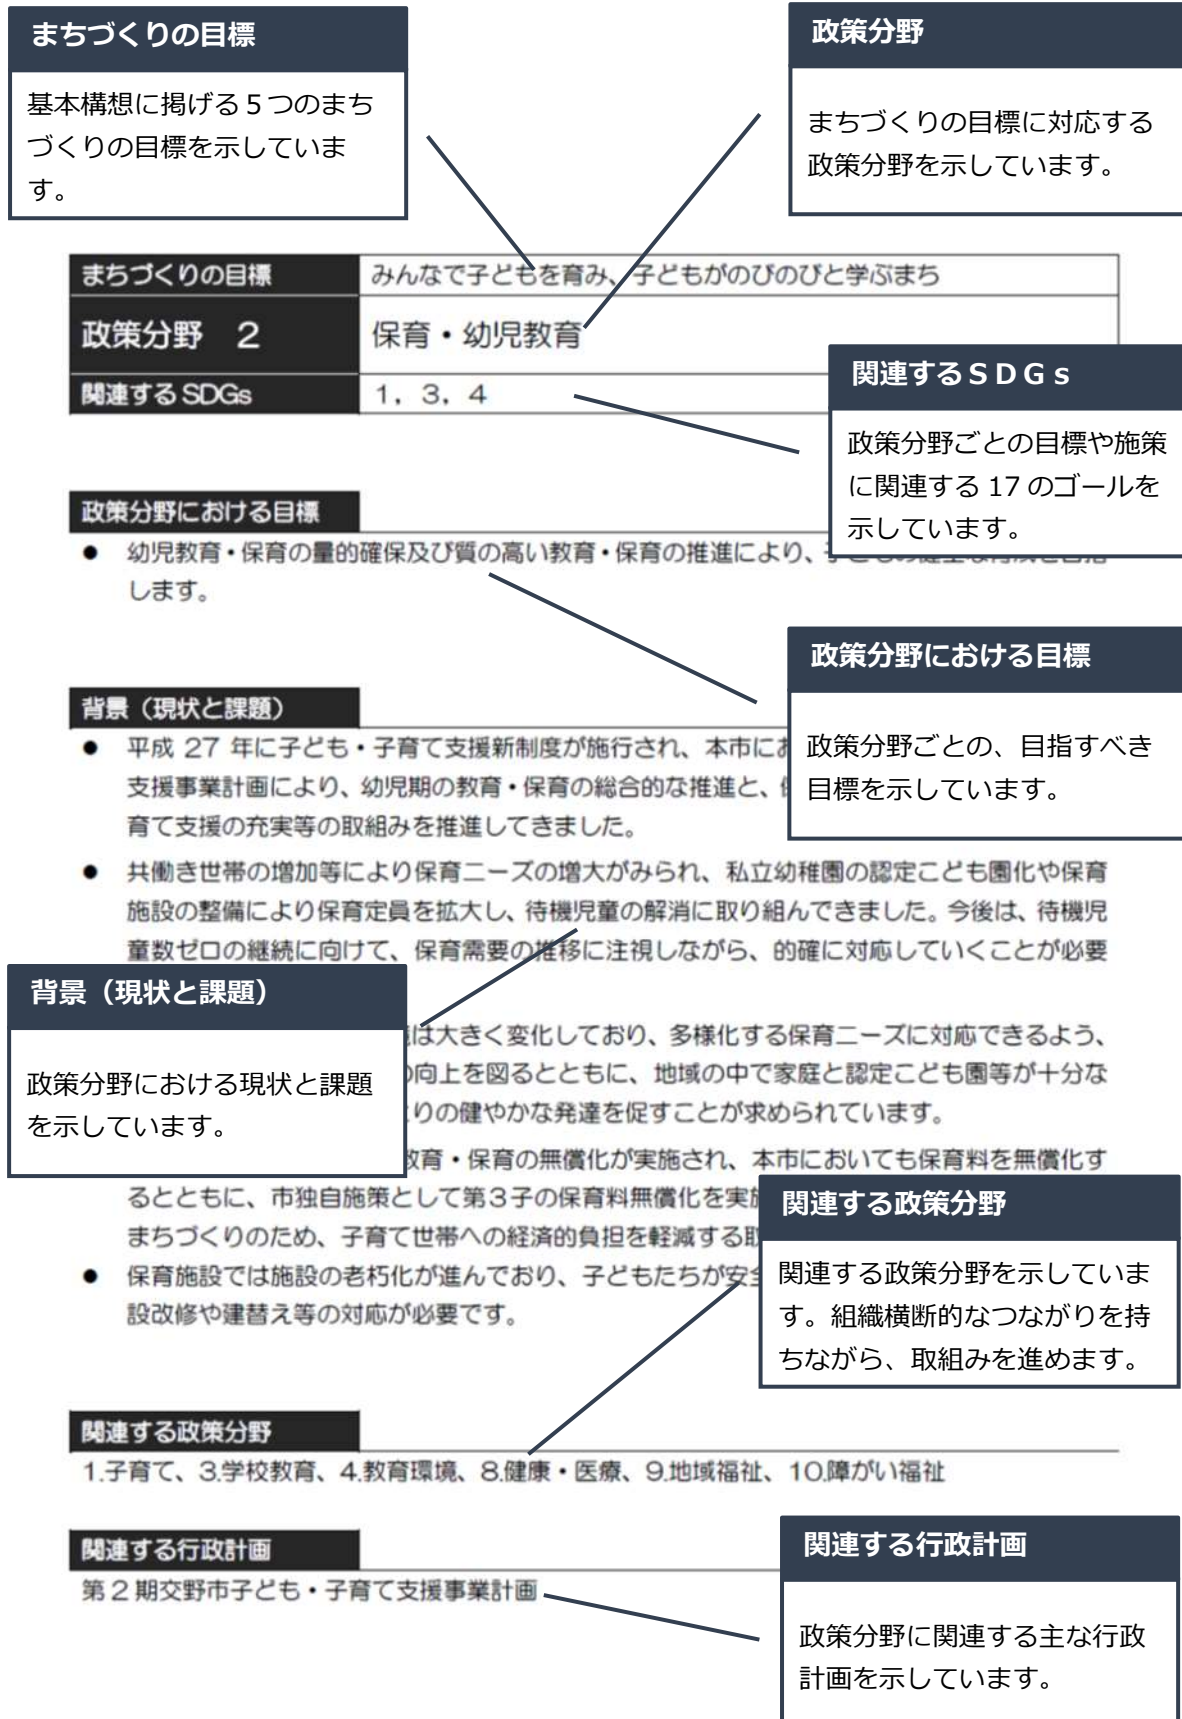 まちづくりの目標
基本構想に掲げる５つのまち
づくりの目標を示していま
す。
政策分野
まちづくりの目標に対応する
政策分野を示しています。
まちづくりの目標
みんなで子どもを育み、子どもがのびのびと学ぶまち
政策分野　2
保育・幼児教育
関連するSDGs
1，3，4
関連するＳＤＧｓ
政策分野ごとの目標や施策
に関連する 17 のゴールを
示しています。
政策分野における目標
● 幼児教育・保育の量的確保及び質の高い教育・保育の推進により、
します。
政策分野における目標
政策分野ごとの、目指すべき
目標を示しています。
背景（現状と課題）
● 平成 27 年に子ども・子育て支援新制度が施行され、本市にお
支援事業計画により、幼児期の教育・保育の総合的な推進と、
育て支援の充実等の取組みを推進してきました。
● 共働き世帯の増加等により保育ニーズの増大がみられ、私立幼稚園の認定こども園化や保育
施設の整備により保育定員を拡大し、待機児童の解消に取り組んできました。今後は、待機児
童数ゼロの継続に向けて、保育需要の推移に注視しながら、的確に対応していくことが必要
背景（現状と課題）
政策分野における現状と課題
を示しています。
は大きく変化しており、多様化する保育ニーズに対応できるよう、
の向上を図るとともに、地域の中で家庭と認定こども園等が十分な
とりの健やかな発達を促すことが求められています。
教育・保育の無償化が実施され、本市においても保育料を無償化す
るとともに、市独自施策として第３子の保育料無償化を実施
まちづくりのため、子育て世帯への経済的負担を軽減する取
● 保育施設では施設の老朽化が進んでおり、子どもたちが安全
設改修や建替え等の対応が必要です。
関連する政策分野
関連する政策分野を示していま
す。組織横断的なつながりを持
ちながら、取組みを進めます。
関連する政策分野
1.子育て、3.学校教育、4.教育環境、8.健康・医療、9.地域福祉、10.障がい福祉
関連する行政計画
第２期交野市子ども・子育て支援事業計画
関連する行政計画
政策分野に関連する主な行政
計画を示しています。